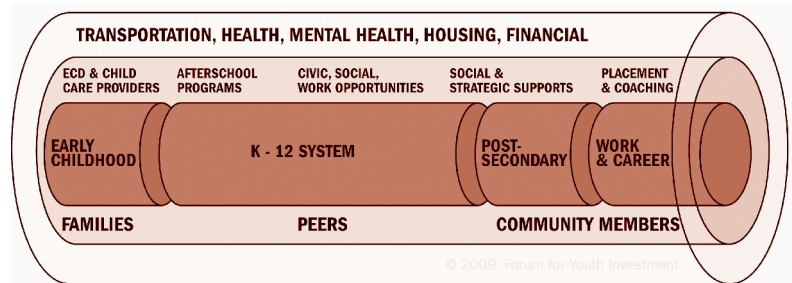 TRANSPORTATION, HEALTH, MENTAL HEALTH, HOUSING, FINANCIAL
ECD & CHILD
CARE PROVIDERS
AFTERSCHOOL
PROGRAMS
CIVIC, SOCIAL,
WORK OPPORTUNITIES
SOCIAL &
STRATEGIC SUPPORTS
PLACEMENT
& COACHING
EARLY
CHILDHOOD
K - 12 SYSTEM
POST-
SECONDARY
WORK
& CAREER
FAMILIES
PEERS
COMMUNITY MEMBERS
© 2009, Forum for Youth Investment